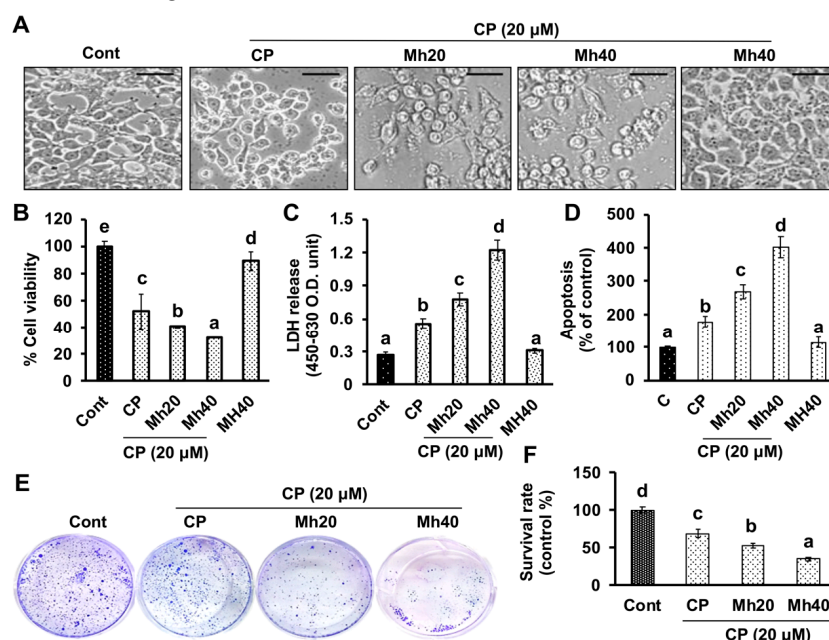 A
CP (20 µM)
Cont CP Mh20 Mh40 Mh40
B
120
100
80
60
40
20
0
% Cell viability
e
c
b
a
d
Cont CP Mh20 Mh40 MH40
CP (20 µM)
C
1.5
1.2
0.9
0.6
0.3
0
LDH release
(450-630 O.D. unit)
a
b
c
d
a
Cont CP Mh20 Mh40 MH40
CP (20 µM)
D
500
400
300
200
100
0
Apoptosis
(% of control)
a
b
c
d
a
C CP Mh20 Mh40 MH40
CP (20 µM)
E
CP (20 µM)
Cont CP Mh20 Mh40
F
150
100
50
0
Survival rate
(control %)
d
c
b
a
Cont CP Mh20 Mh40
CP (20 µM)